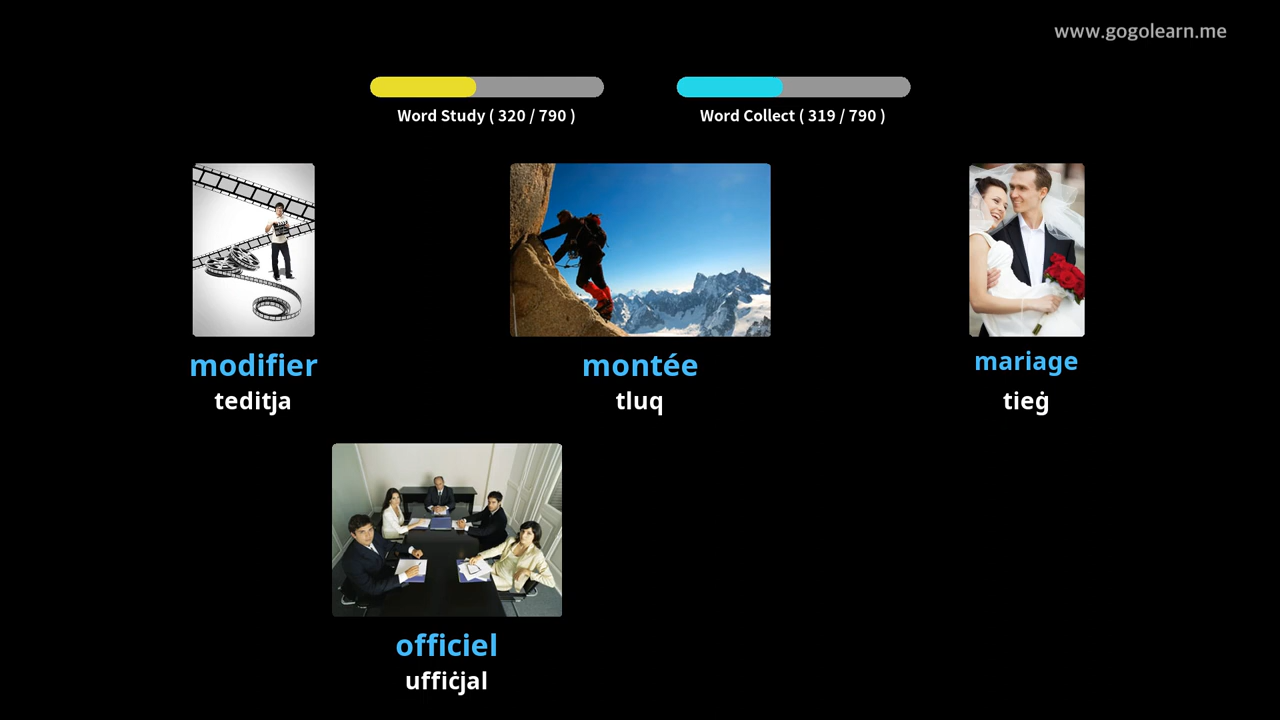 www.gogolearn.me
Word Study ( 320 / 790 )
Word Collect ( 319 / 790 )
modifier
teditja
montée
tluq
mariage
tieġ
officiel
uffiċjal